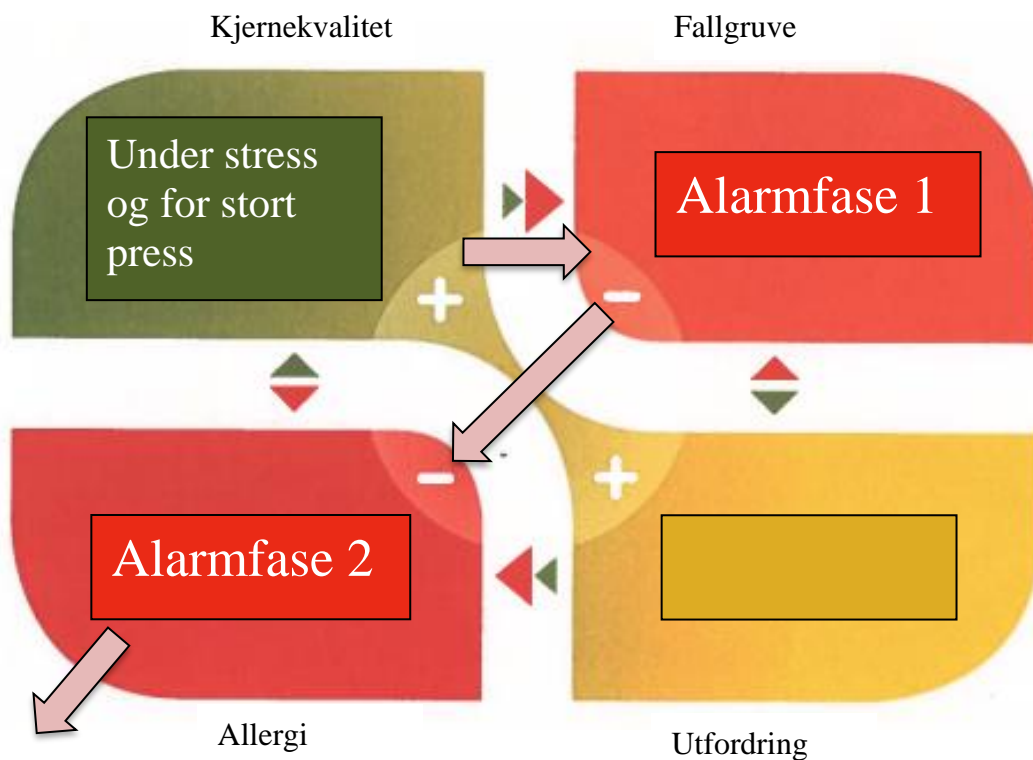 Kjernekvalitet
Fallgruve
Under stress
og for stort
press
Alarmfase 1
Alarmfase 2
Allergi
Utfordring